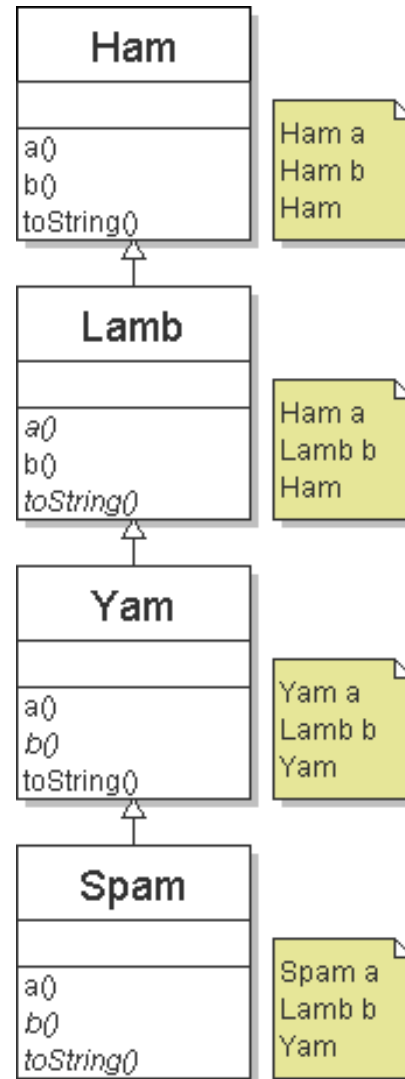 Ham
a()
b()
toString()
Ham a
Ham b
Ham
Lamb
a()
b()
toString()
Ham a
Lamb b
Ham
Yam
a()
b()
toString()
Yam a
Lamb b
Yam
Spam
a()
b()
toString()
Spam a
Lamb b
Yam